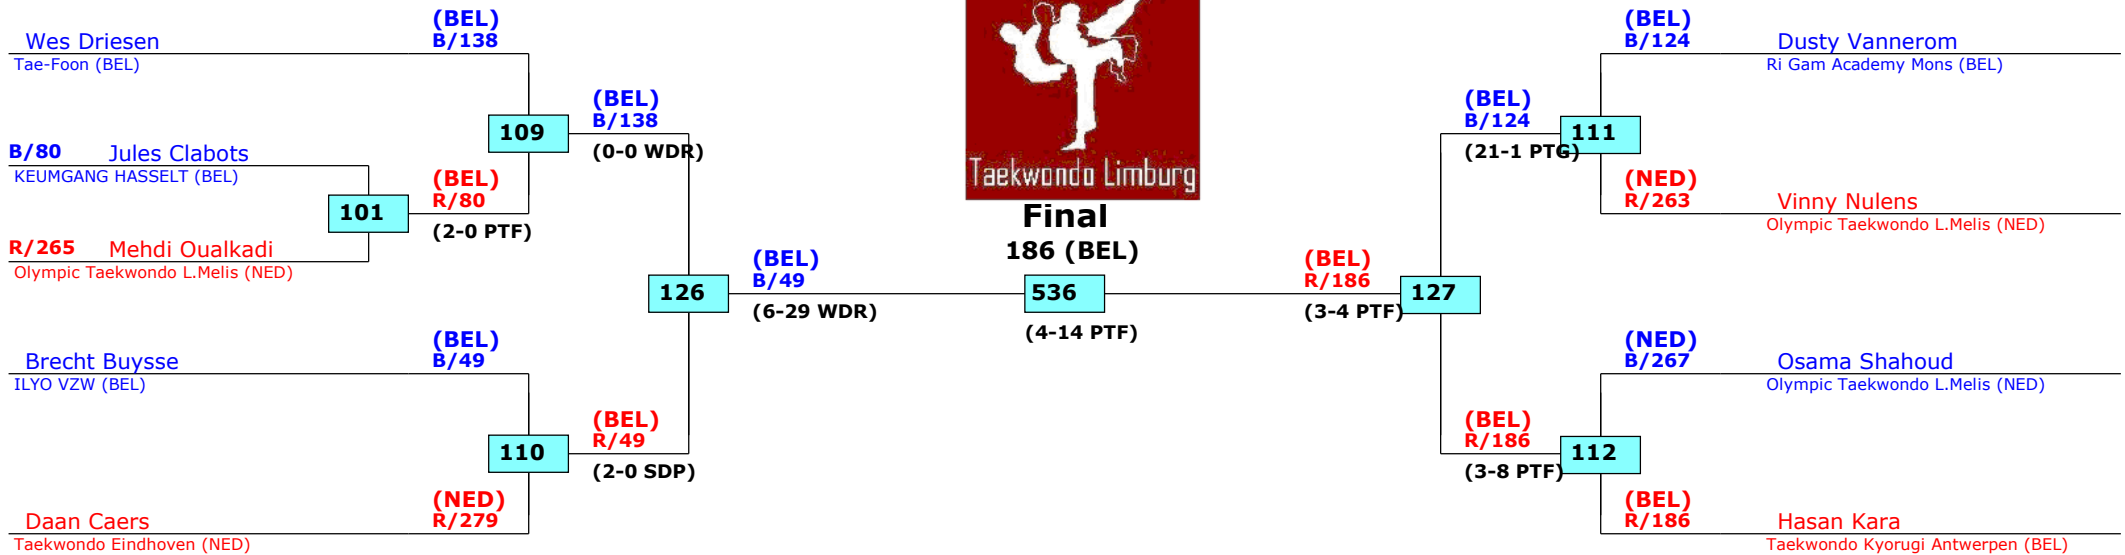 (BEL)
B/138
Wes Driesen
Tae-Foon (BEL)
(BEL)
B/138
109
(0-0 WDR)
B/80 Jules Clabots
KEUMGANG HASSELT (BEL)
(BEL)
R/80
101
(2-0 PTF)
R/265 Mehdi Oualkadi
Olympic Taekwondo L.Melis (NED)
(BEL)
B/49
126
(6-29 WDR)
(BEL)
B/49
Brecht Buysse
ILYO VZW (BEL)
(BEL)
R/49
110
(2-0 SDP)
(NED)
R/279
Daan Caers
Taekwondo Eindhoven (NED)
Taekwondo Limburg
Final
186 (BEL)
536
(4-14 PTF)
(BEL)
B/124
Dusty Vannerom
Ri Gam Academy Mons (BEL)
(BEL)
B/124
111
(21-1 PTG)
(NED)
R/263
Vinny Nulens
Olympic Taekwondo L.Melis (NED)
(BEL)
R/186
127
(3-4 PTF)
(NED)
B/267
Osama Shahoud
Olympic Taekwondo L.Melis (NED)
(BEL)
R/186
112
(3-8 PTF)
(BEL)
R/186
Hasan Kara
Taekwondo Kyorugi Antwerpen (BEL)